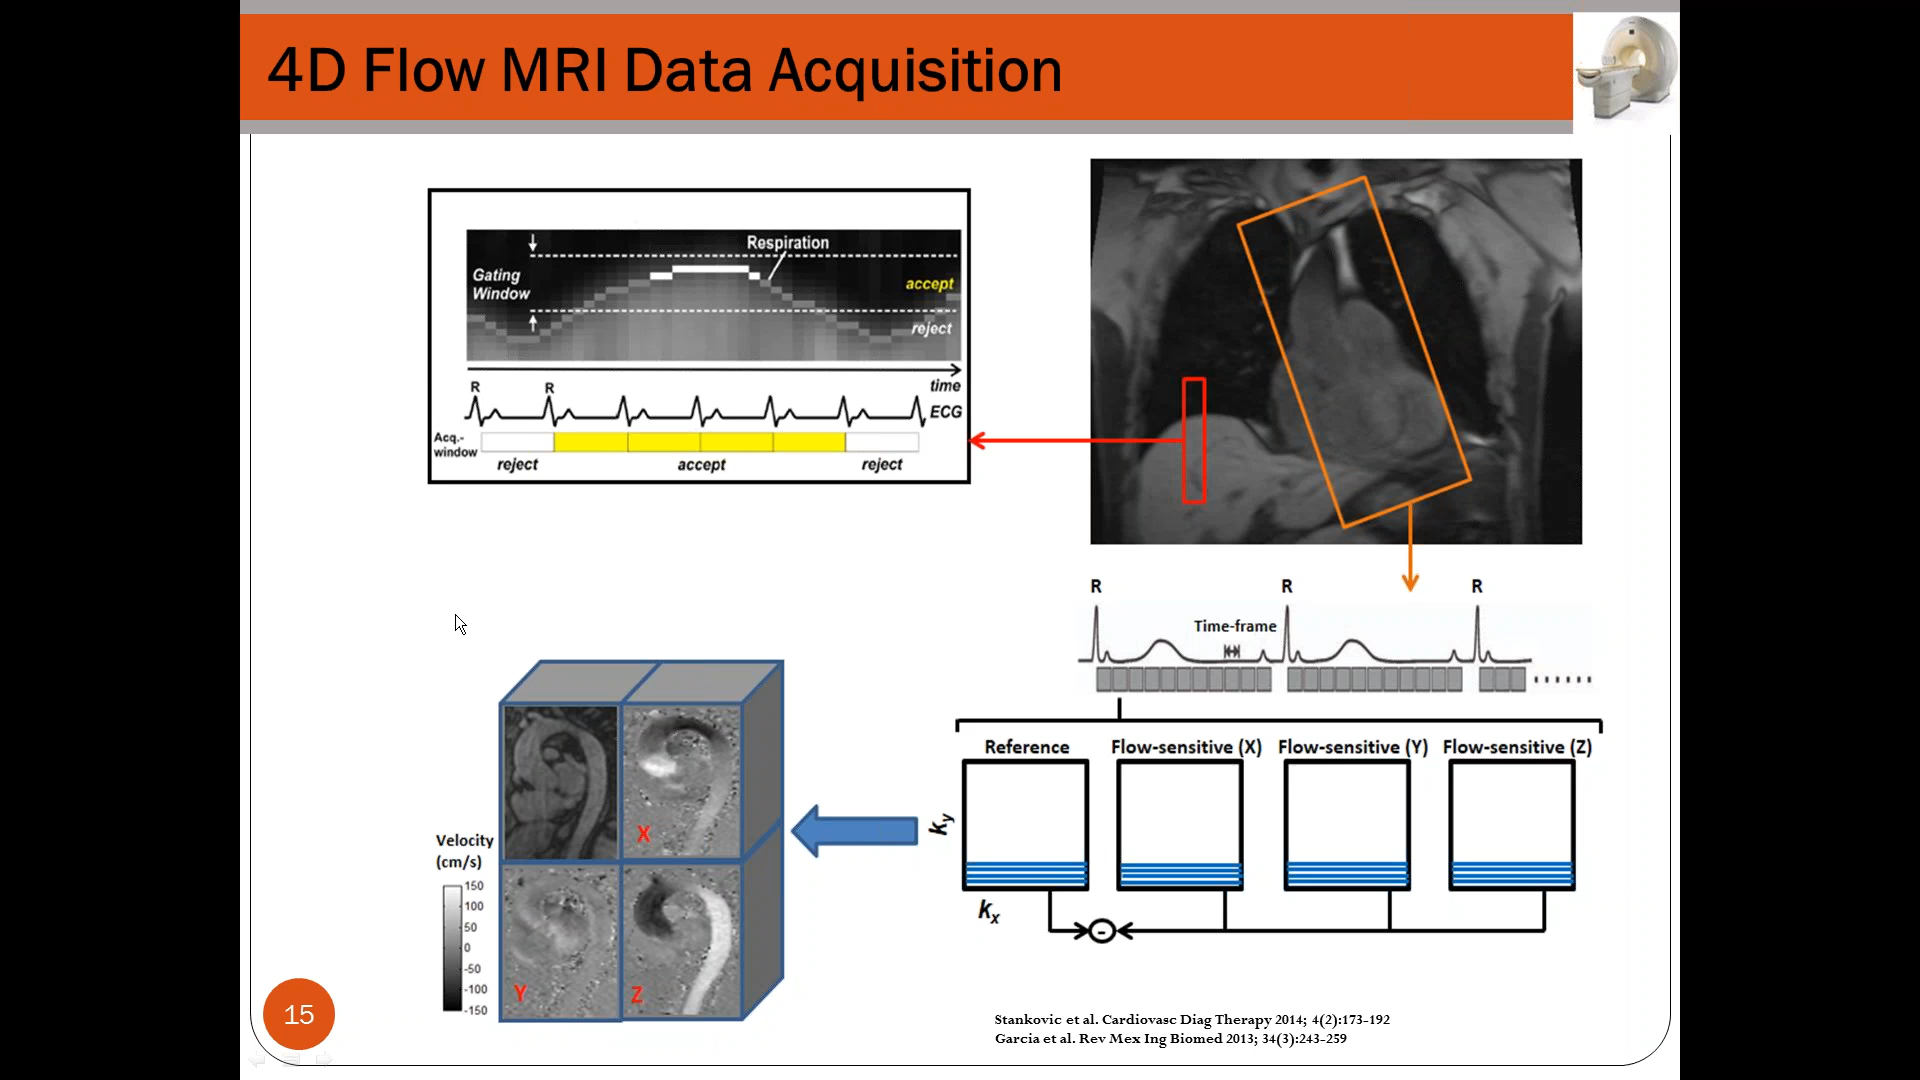 4D Flow MRI Data Acquisition
Respiration
Gating
Window
accept
reject
time
R R
ECG
Acq.-
window
reject accept reject
R R R
Time-frame
Reference Flow-sensitive (X) Flow-sensitive (Y) Flow-sensitive (Z)
ky
kx
-
X
Y
Z
Velocity
(cm/s)
150
100
50
0
-50
-100
-150
15
Stankovic et al. Cardiovasc Diag Therapy 2014; 4(2):173-192
Garcia et al. Rev Mex Ing Biomed 2013; 34(3):243-259